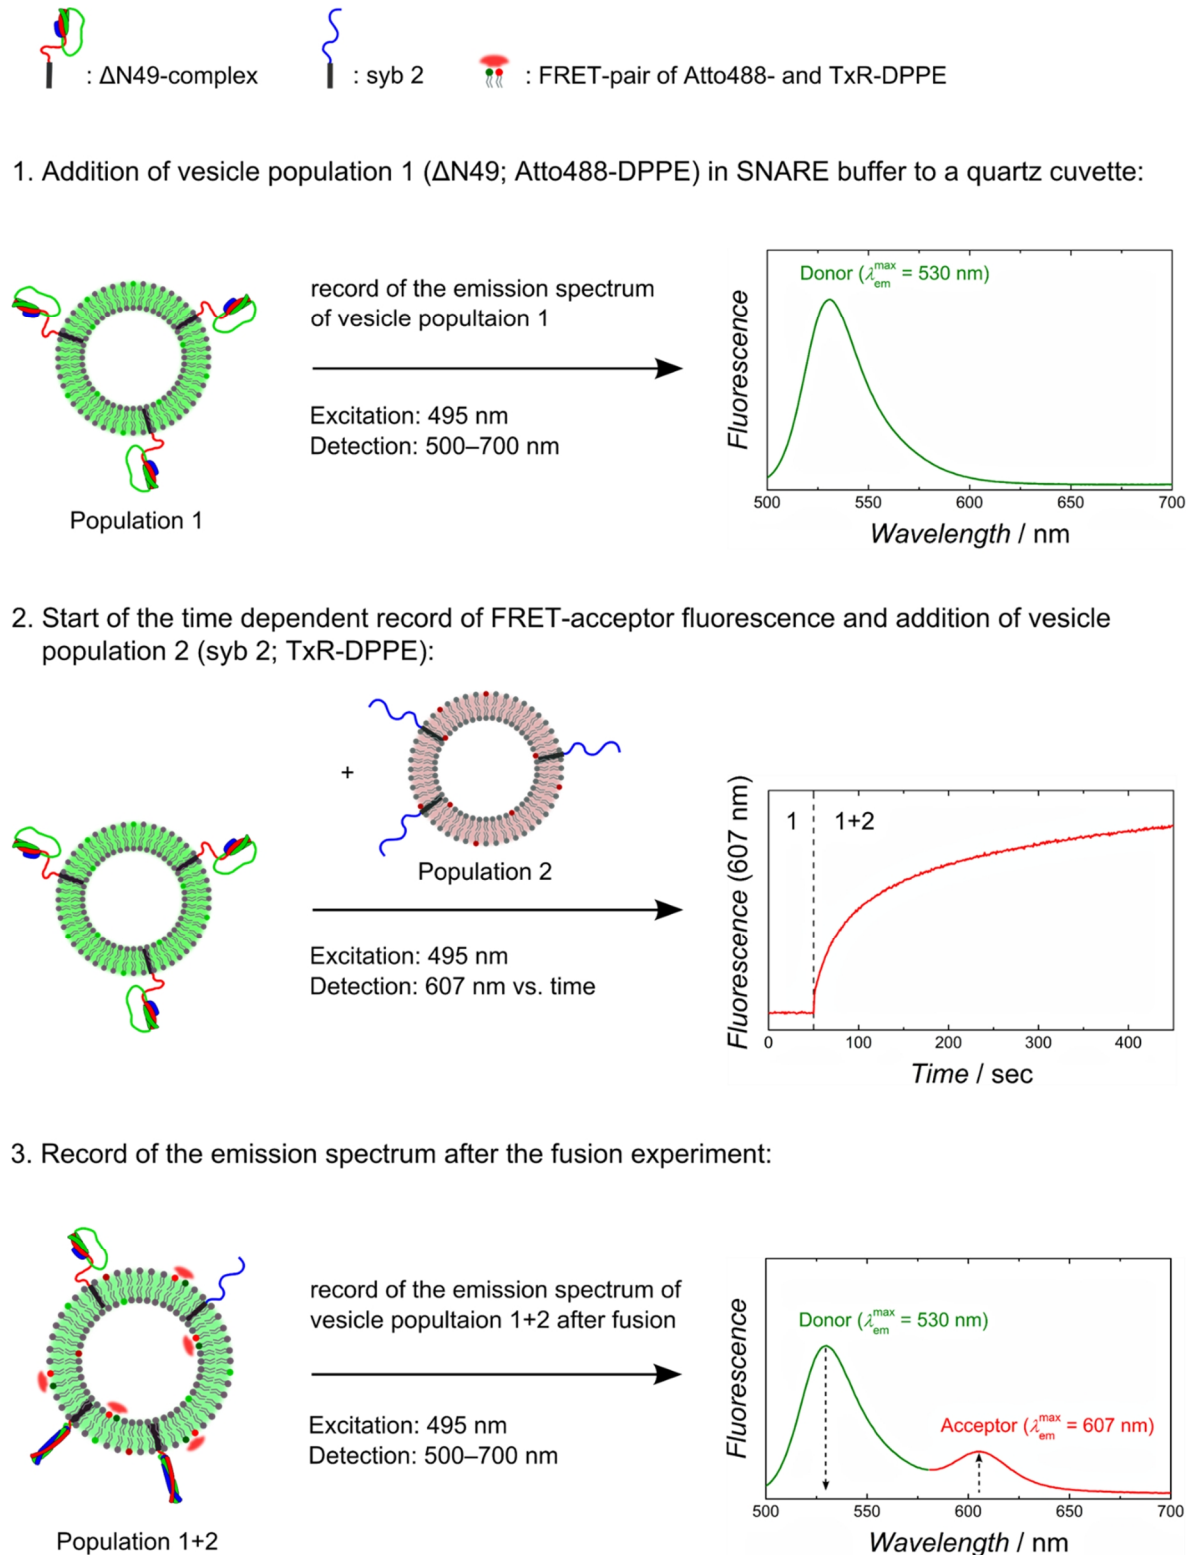 : ΔN49-complex
: syb 2
: FRET-pair of Atto488- and TxR-DPPE
1. Addition of vesicle population 1 (ΔN49; Atto488-DPPE) in SNARE buffer to a quartz cuvette:
record of the emission spectrum
of vesicle popultaion 1
Excitation: 495 nm
Detection: 500–700 nm
Population 1
Fluorescence
Donor (λ em max = 530 nm)
500 550 600 650 700
Wavelength / nm
2. Start of the time dependent record of FRET-acceptor fluorescence and addition of vesicle
population 2 (syb 2; TxR-DPPE):
+
Population 2
Excitation: 495 nm
Detection: 607 nm vs. time
Fluorescence (607 nm)
1 1+2
0 100 200 300 400
Time / sec
3. Record of the emission spectrum after the fusion experiment:
record of the emission spectrum of
vesicle popultaion 1+2 after fusion
Excitation: 495 nm
Detection: 500–700 nm
Population 1+2
Fluorescence
Donor (λ em max = 530 nm)
Acceptor (λ em max = 607 nm)
500 550 600 650 700
Wavelength / nm